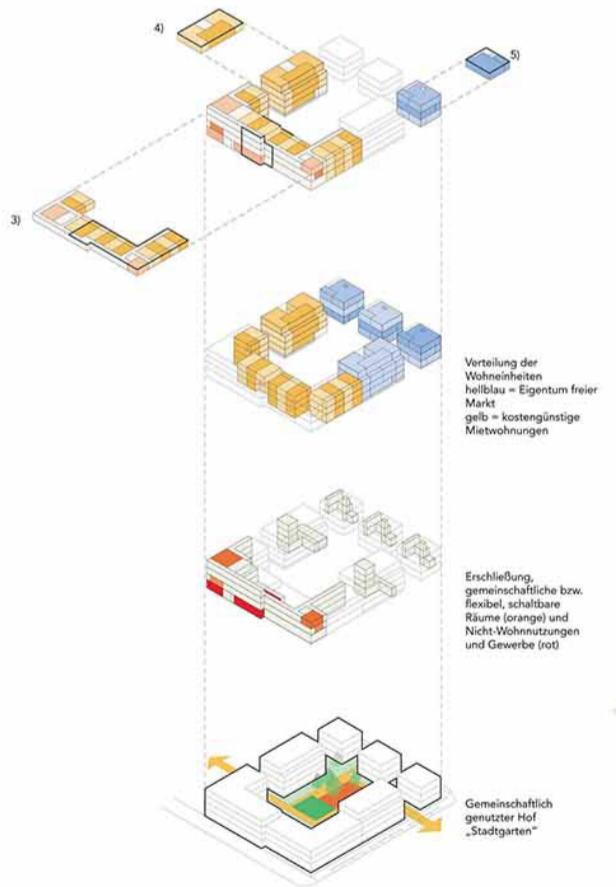 4)
5)
3)
Verteilung der
Wohneinheiten
hellblau = Eigentum freier
Markt
gelb = kostengünstige
Mietwohnungen
Erschließung,
gemeinschaftliche bzw.
flexibel, schaltbare
Räume (orange) und
Nicht-Wohnnutzungen
und Gewerbe (rot)
Gemeinschaftlich
genutzter Hof
„Stadtgarten“